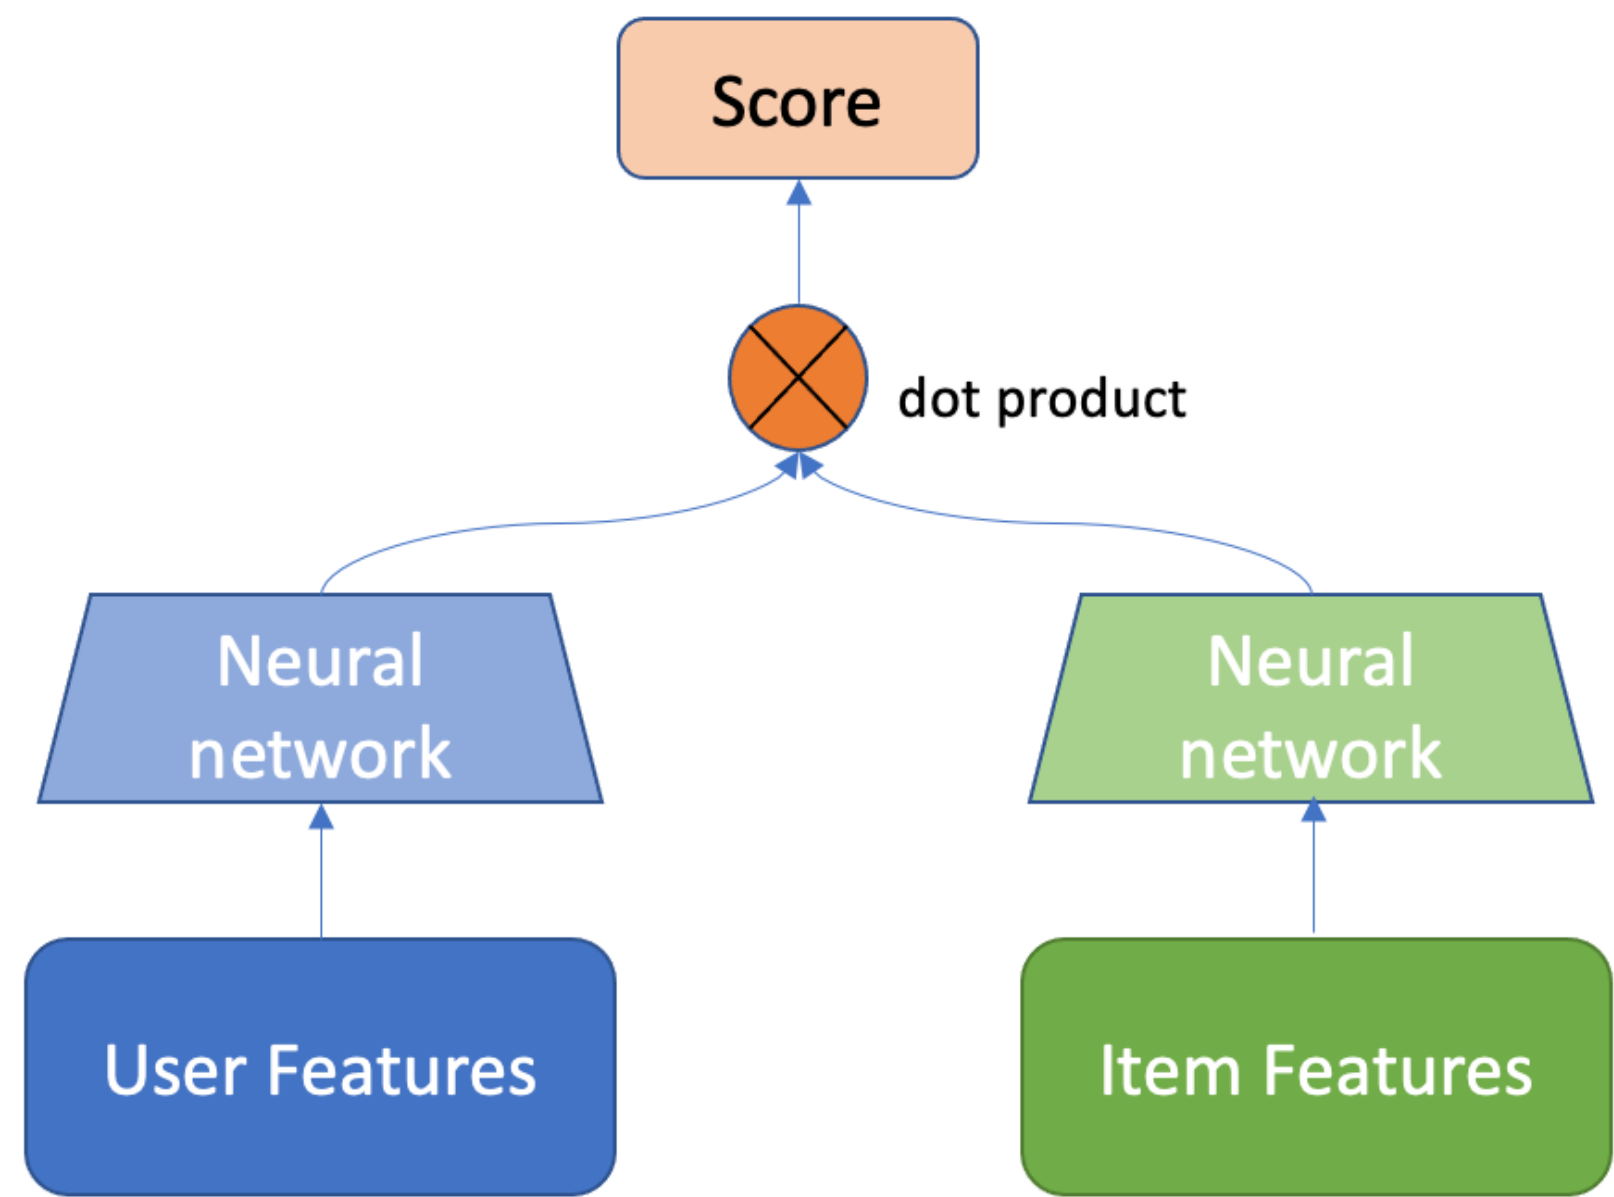 Score
dot product
Neural
network
Neural
network
User Features
Item Features